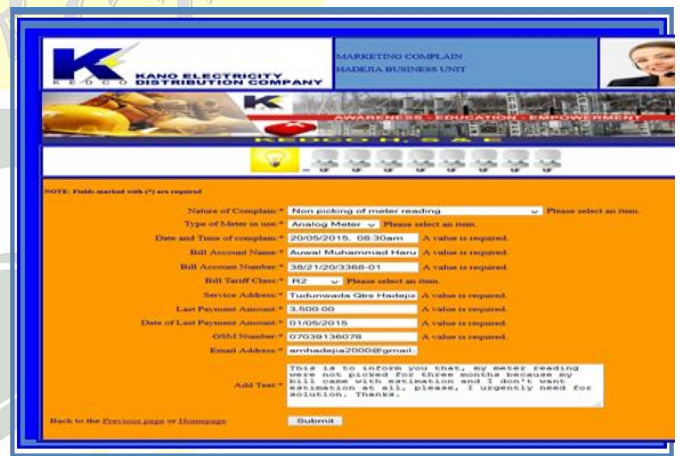 MARKETING COMPLAIN
HADEJIA BUSINESS UNIT
K E D C O
KANO ELECTRICITY
DISTRIBUTION COMPANY
AWARENESS - EDUCATION - EMPOWERMENT
KEDCO H, S & E
NOTE: Fields marked with (*) are required
Nature of Complain:* Non picking of meter reading Please select an item.
Type of Meter in use:* Analog Meter Please select an item.
Date and Time of complain:* 20/05/2015, 08:30am A value is required.
Bill Account Name:* Auwal Muhammad Haru A value is required.
Bill Account Number:* 38/21/20/3368-01 A value is required.
Bill Tariff Class:* R2 Please select an item.
Service Address:* Tudunwada Qtrs Hadejia A value is required.
Last Payment Amount:* 3,500.00 A value is required.
Date of Last Payment Amount:* 01/05/2015 A value is required.
GSM Number:* 07039136078 A value is required.
Email Address:* amhadejia2000@gmail.
Add Text:* This is to inform you that, my meter reading
were not picked for three months because my
bill came with estimation and I don't want
estimation at all, please, I urgently need for
solution. Thanks.
Back to the Previous page or Homepage Submit